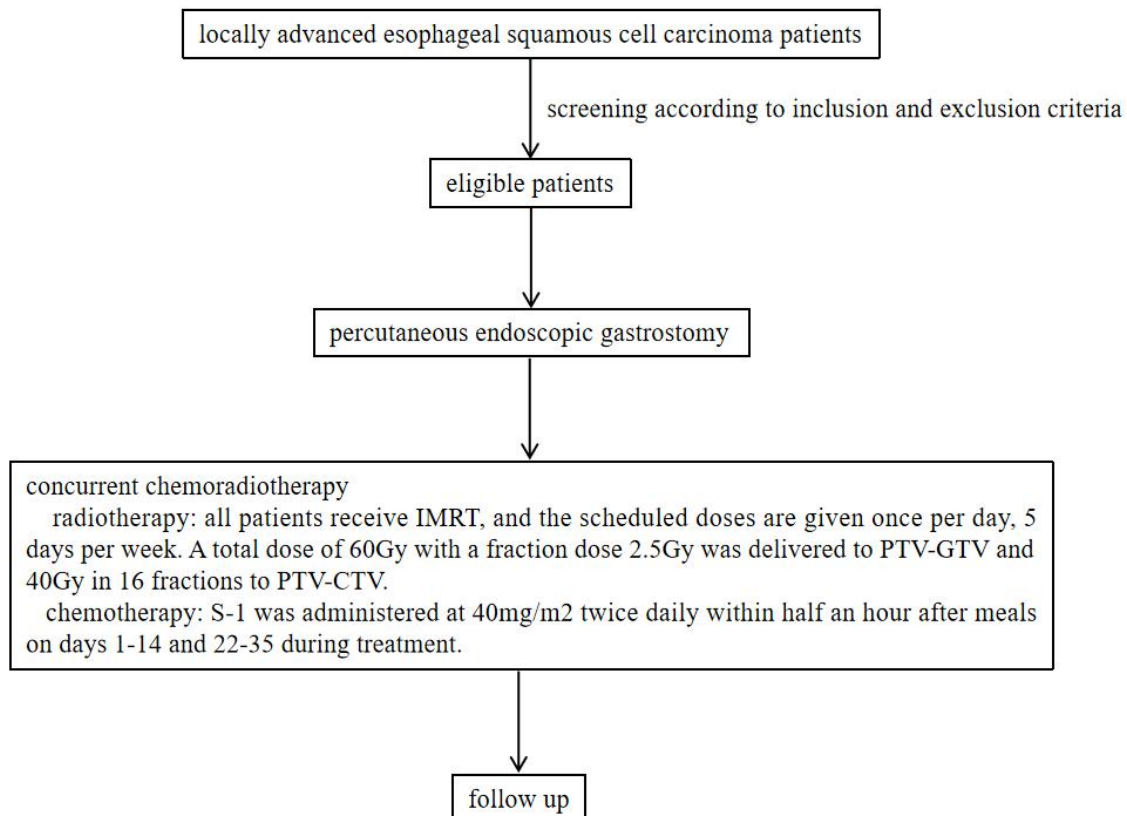 locally advanced esophageal squamous cell carcinoma patients
screening according to inclusion and exclusion criteria
eligible patients
percutaneous endoscopic gastrostomy
concurrent chemoradiotherapy
radiotherapy: all patients receive IMRT, and the scheduled doses are given once per day, 5
days per week. A total dose of 60Gy with a fraction dose 2.5Gy was delivered to PTV-GTV and
40Gy in 16 fractions to PTV-CTV.
chemotherapy: S-1 was administered at 40mg/m2 twice daily within half an hour after meals
on days 1-14 and 22-35 during treatment.
follow up